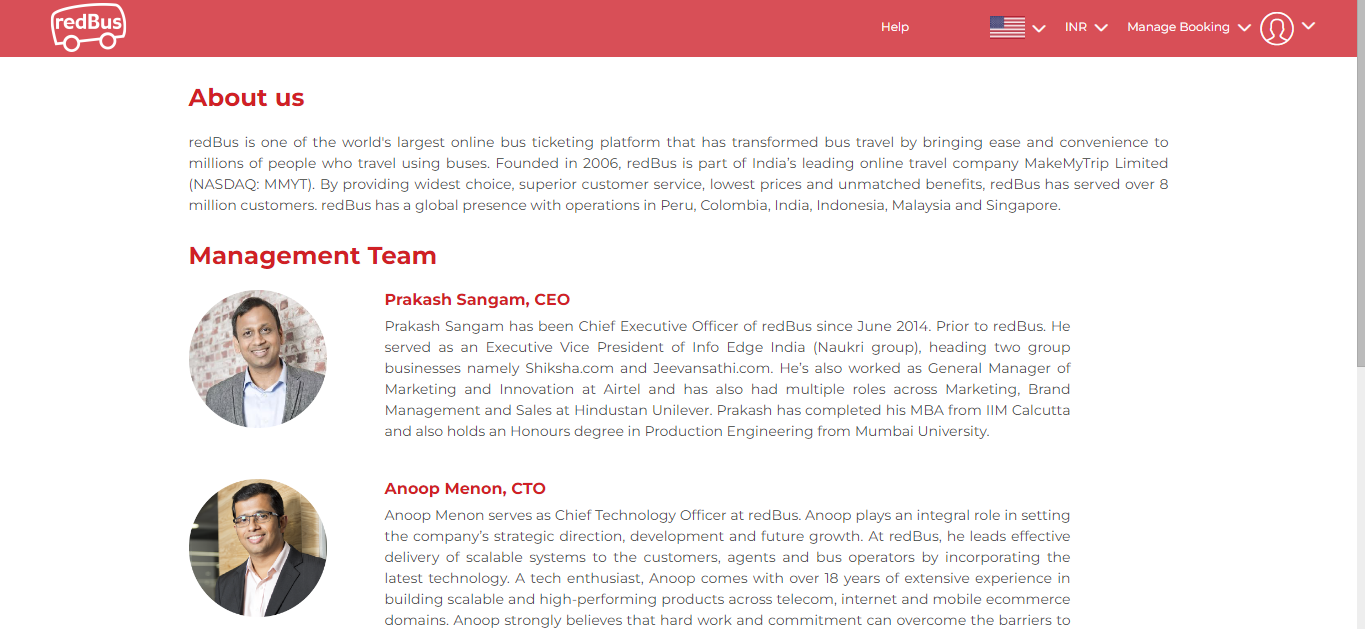 redBus
Help
INR
Manage Booking
About us
redBus is one of the world's largest online bus ticketing platform that has transformed bus travel by bringing ease and convenience to
millions of people who travel using buses. Founded in 2006, redBus is part of India’s leading online travel company MakeMyTrip Limited
(NASDAQ: MMYT). By providing widest choice, superior customer service, lowest prices and unmatched benefits, redBus has served over 8
million customers. redBus has a global presence with operations in Peru, Colombia, India, Indonesia, Malaysia and Singapore.
Management Team
Prakash Sangam, CEO
Prakash Sangam has been Chief Executive Officer of redBus since June 2014. Prior to redBus. He
served as an Executive Vice President of Info Edge India (Naukri group), heading two group
businesses namely Shiksha.com and Jeevansathi.com. He’s also worked as General Manager of
Marketing and Innovation at Airtel and has also had multiple roles across Marketing, Brand
Management and Sales at Hindustan Unilever. Prakash has completed his MBA from IIM Calcutta
and also holds an Honours degree in Production Engineering from Mumbai University.
Anoop Menon, CTO
Anoop Menon serves as Chief Technology Officer at redBus. Anoop plays an integral role in setting
the company’s strategic direction, development and future growth. At redBus, he leads effective
delivery of scalable systems to the customers, agents and bus operators by incorporating the
latest technology. A tech enthusiast, Anoop comes with over 18 years of extensive experience in
building scalable and high-performing products across telecom, internet and mobile ecommerce
domains. Anoop strongly believes that hard work and commitment can overcome the barriers to